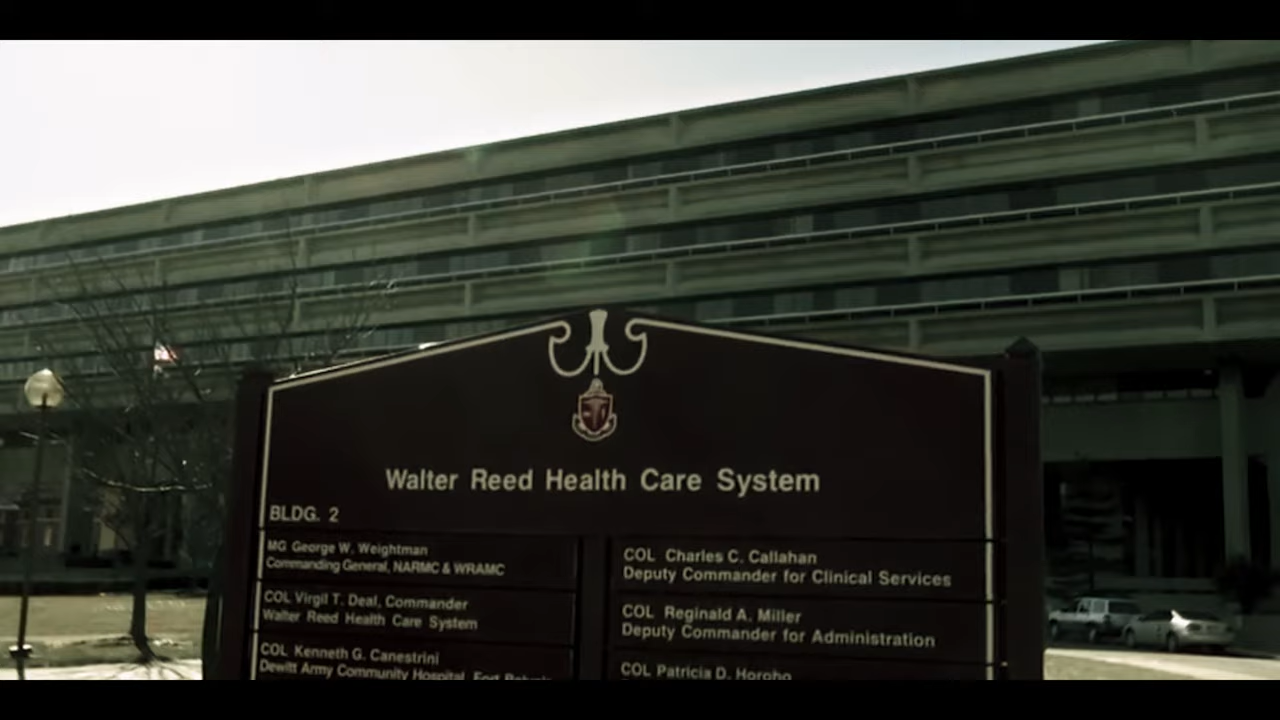 Walter Reed Health Care System
BLDG. 2
MG George W. Weightman
Commanding General, NARMC & WRAMC
COL Virgil T. Deal, Commander
Walter Reed Health Care System
COL Kenneth G. Canestrini
Dewitt Army Community Hospital, Fort
COL Charles C. Callahan
Deputy Commander for Clinical Services
COL Reginald A. Miller
Deputy Commander for Administration
COL Patricia D. Horoho